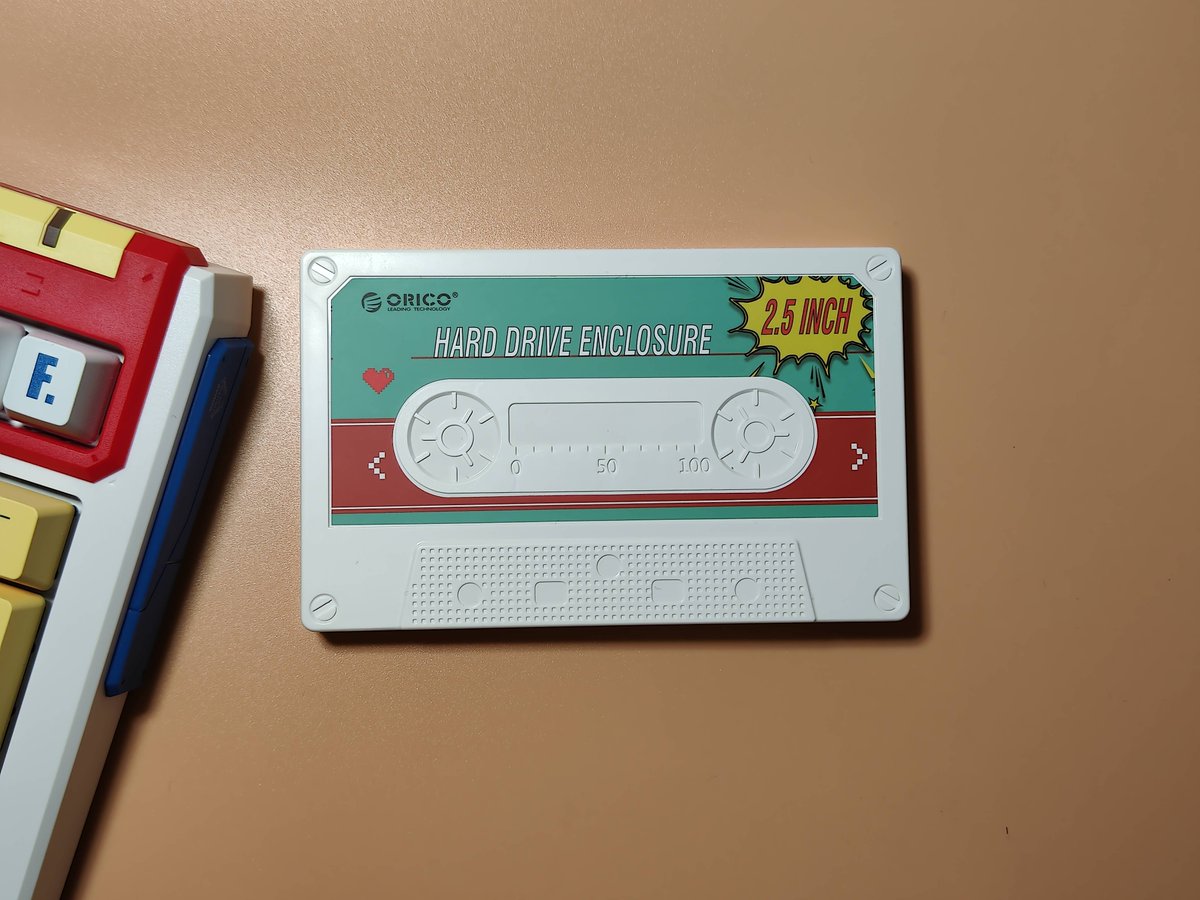 ORICO®
LEADING TECHNOLOGY
HARD DRIVE ENCLOSURE
2.5 INCH
0 50 100
F.